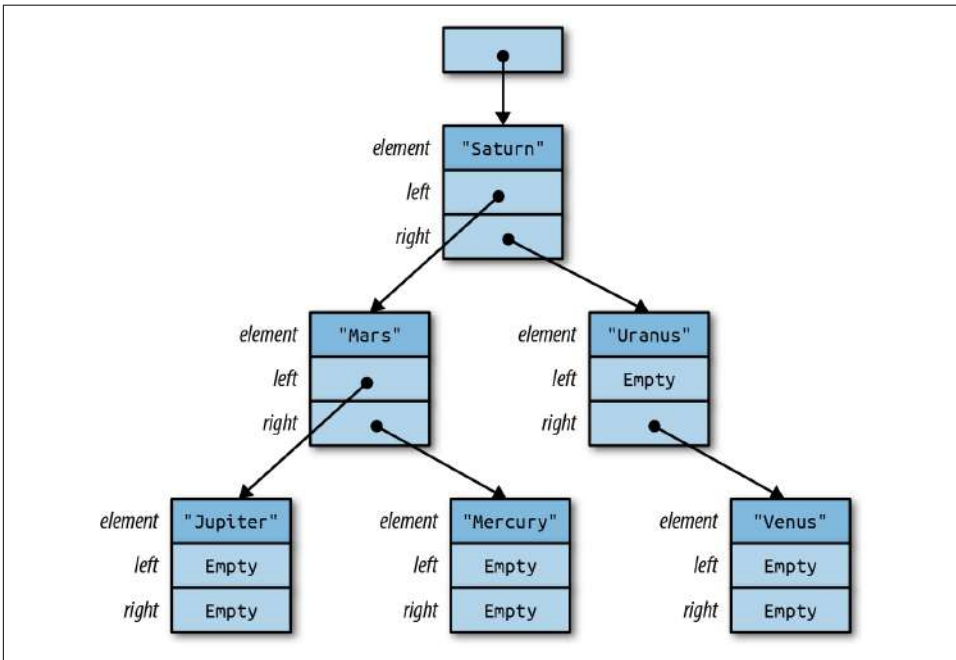 element "Saturn"
left
right
element "Mars" element "Uranus"
left left Empty
right right
element "Jupiter" element "Mercury" element "Venus"
left Empty left Empty left Empty
right Empty right Empty right Empty